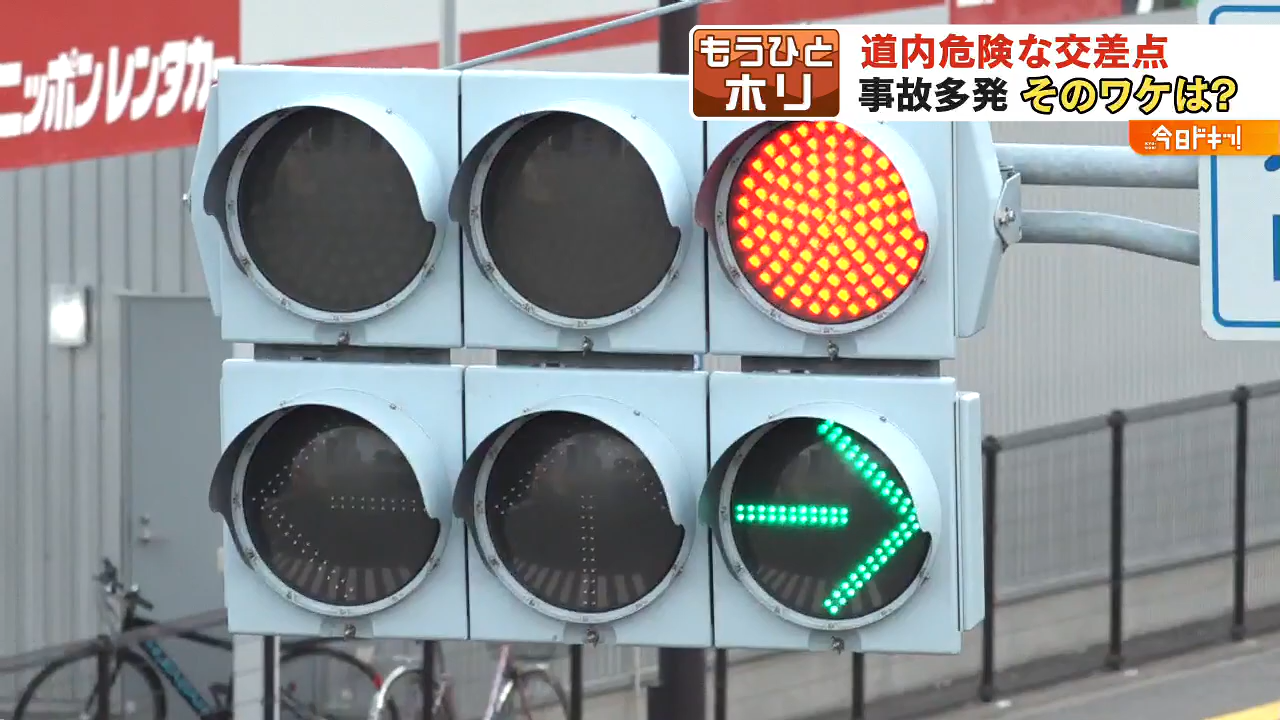 ニッポンレンタカー
もうひと
ホリ
道内危険な交差点
事故多発 そのワケは?
今日ドキッ!